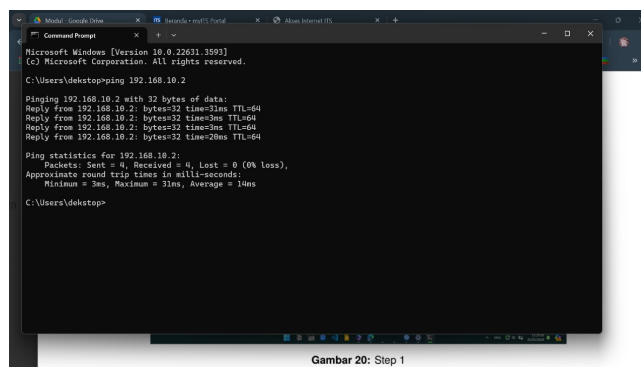 Modul - Google Drive
Beranda - myITS Portal
Akses Internet ITS
Command Prompt
Microsoft Windows [Version 10.0.22631.3593]
(c) Microsoft Corporation. All rights reserved.
C:\Users\dekstop>ping 192.168.10.2
Pinging 192.168.10.2 with 32 bytes of data:
Reply from 192.168.10.2: bytes=32 time=31ms TTL=64
Reply from 192.168.10.2: bytes=32 time=3ms TTL=64
Reply from 192.168.10.2: bytes=32 time=3ms TTL=64
Reply from 192.168.10.2: bytes=32 time=20ms TTL=64
Ping statistics for 192.168.10.2:
Packets: Sent = 4, Received = 4, Lost = 0 (0% loss),
Approximate round trip times in milli-seconds:
Minimum = 3ms, Maximum = 31ms, Average = 14ms
C:\Users\dekstop>
Gambar 20: Step 1